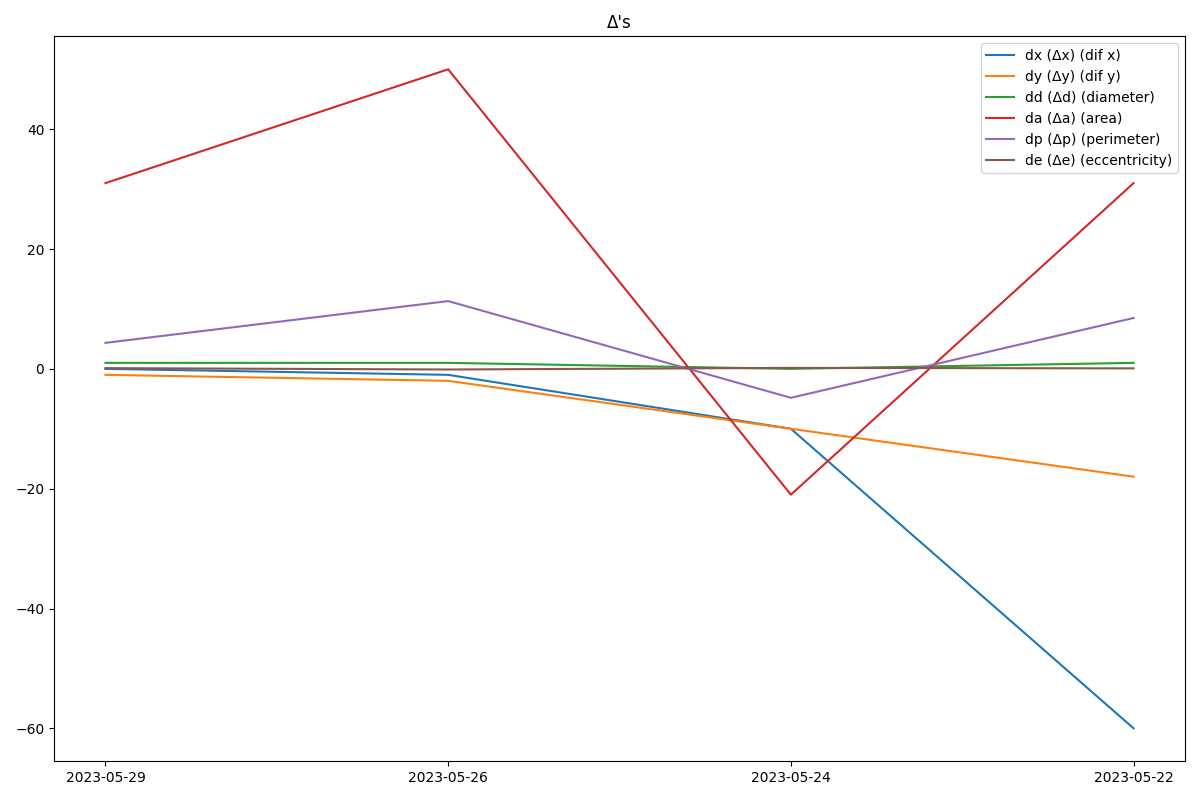 Δ's
dx (Δx) (dif x)
dy (Δy) (dif y)
dd (Δd) (diameter)
da (Δa) (area)
dp (Δp) (perimeter)
de (Δe) (eccentricity)
40
20
0
−20
−40
−60
2023-05-29 2023-05-26 2023-05-24 2023-05-22